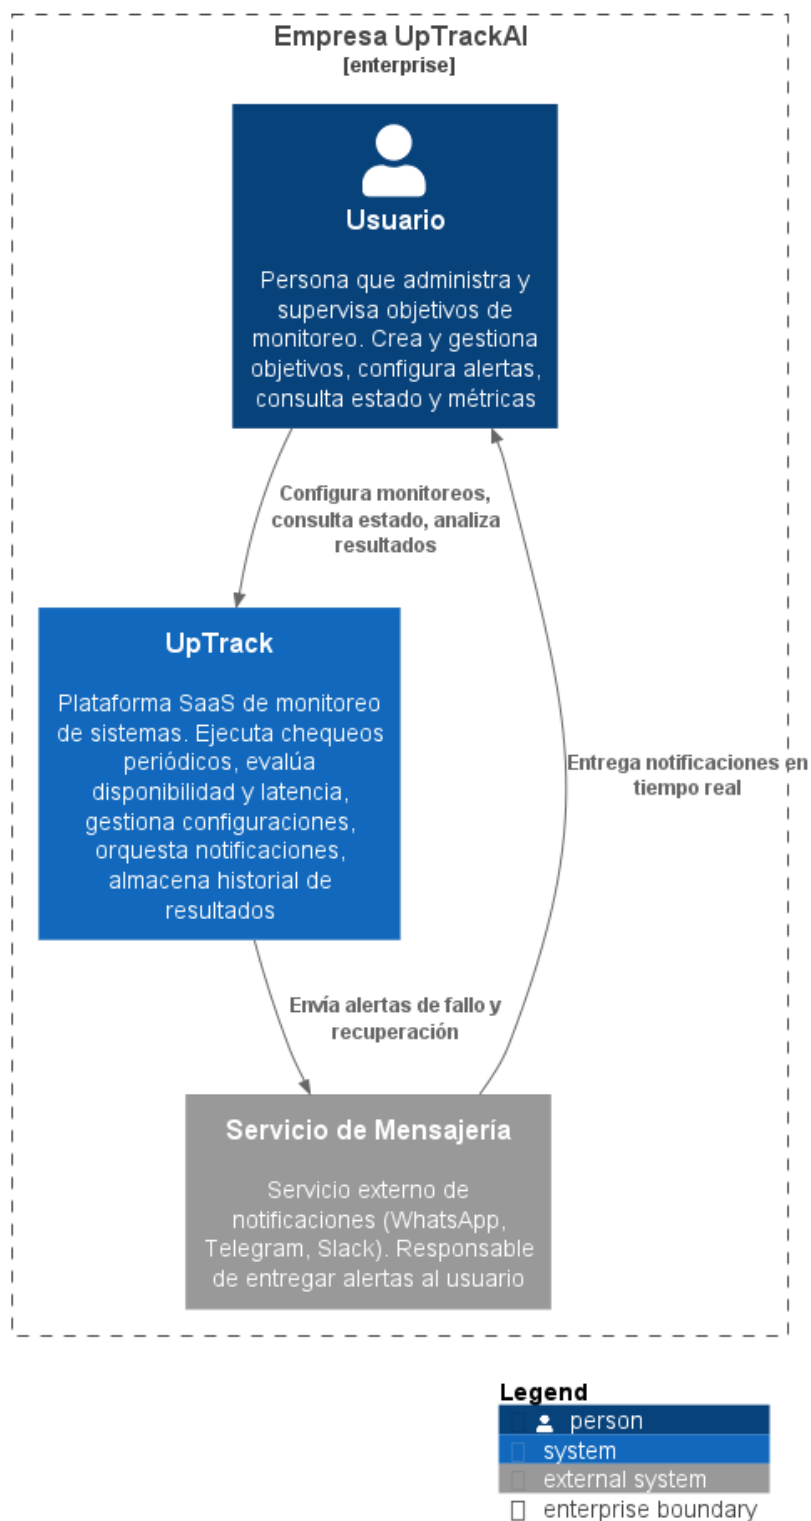 Empresa UpTrackAI
[enterprise]
Usuario
Persona que administra y
supervisa objetivos de
monitoreo. Crea y gestiona
objetivos, configura alertas,
consulta estado y métricas
Configura monitoreos,
consulta estado, analiza
resultados
UpTrack
Plataforma SaaS de monitoreo
de sistemas. Ejecuta chequeos
periódicos, evalúa
disponibilidad y latencia,
gestiona configuraciones,
orquesta notificaciones,
almacena historial de
resultados
Entrega notificaciones en
tiempo real
Envía alertas de fallo y
recuperación
Servicio de Mensajería
Servicio externo de
notificaciones (WhatsApp,
Telegram, Slack). Responsable
de entregar alertas al usuario
Legend
person
system
external system
enterprise boundary